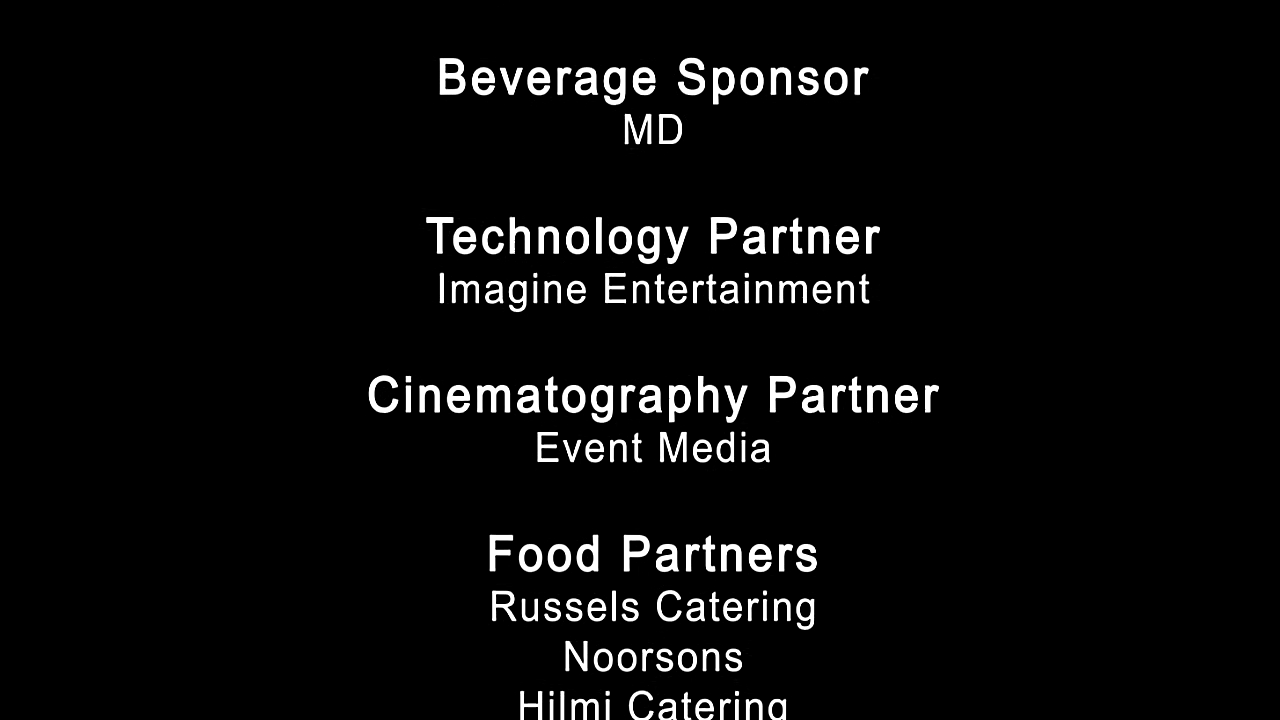 Beverage Sponsor
MD
Technology Partner
Imagine Entertainment
Cinematography Partner
Event Media
Food Partners
Russels Catering
Noorsons
Hilmi Catering